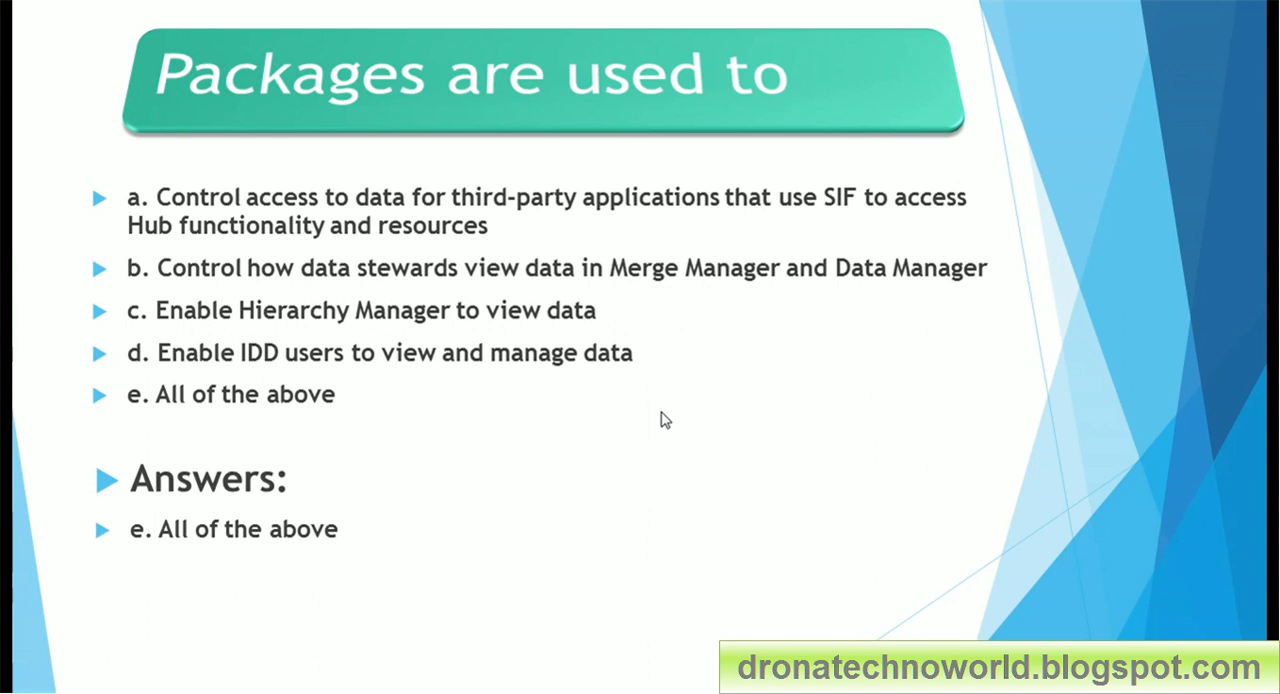 Packages are used to
a. Control access to data for third-party applications that use SIF to access
Hub functionality and resources
b. Control how data stewards view data in Merge Manager and Data Manager
c. Enable Hierarchy Manager to view data
d. Enable IDD users to view and manage data
e. All of the above
Answers:
e. All of the above
dronatechnoworld.blogspot.com